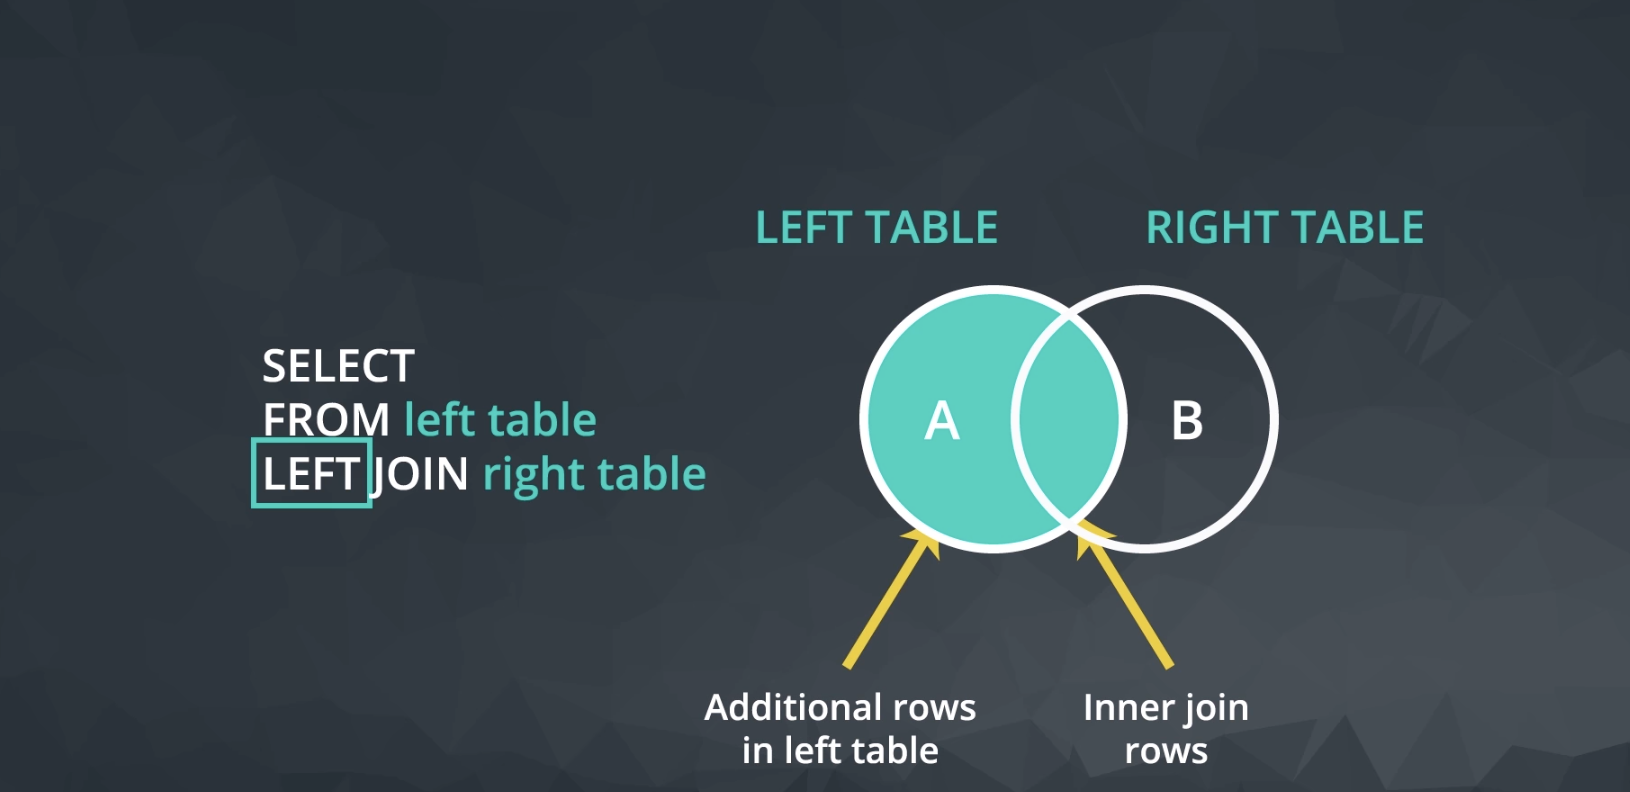 SELECT
FROM left table
LEFT JOIN right table
LEFT TABLE
RIGHT TABLE
A
B
Additional rows
in left table
Inner join
rows